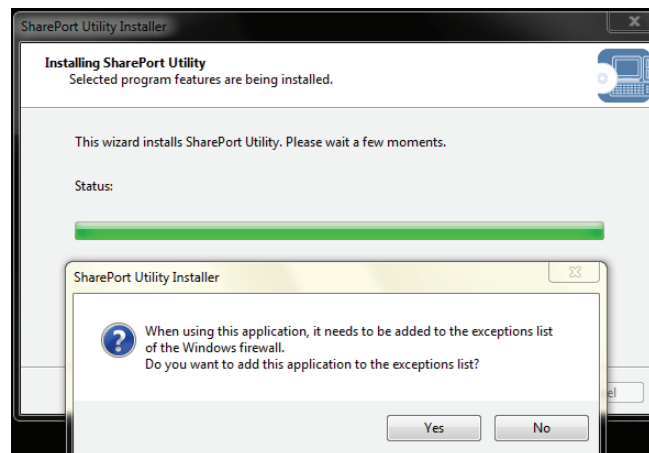 SharePort Utility Installer
Installing SharePort Utility
Selected program features are being installed.
This wizard installs SharePort Utility. Please wait a few moments.
Status:
SharePort Utility Installer
When using this application, it needs to be added to the exceptions list
of the Windows firewall.
Do you want to add this application to the exceptions list?
el
Yes
No